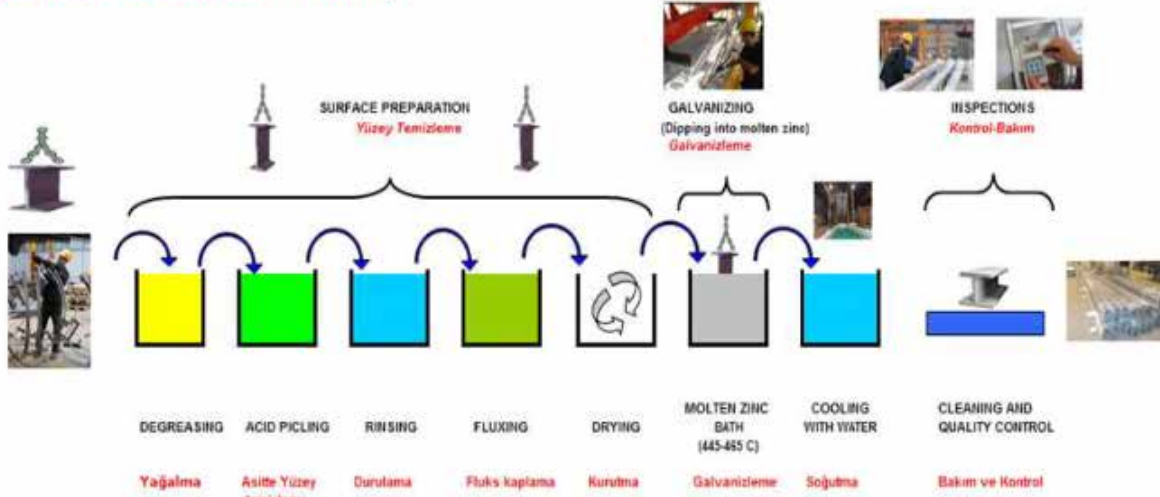 SURFACE PREPARATION
Yüzey Temizleme
GALVANIZING
(Dipping into molten zinc)
Galvanizleme
INSPECTIONS
Kontrol-Bakım
DEGREASING
ACID PICLING
RINSING
FLUXING
DRYING
MOLTEN ZINC
BATH
(445-465 C)
COOLING
WITH WATER
CLEANING AND
QUALITY CONTROL
Yağalma
Asitte Yüzey
Durulama
Fluks kaplama
Kurutma
Galvanizleme
Soğutma
Bakım ve Kontrol